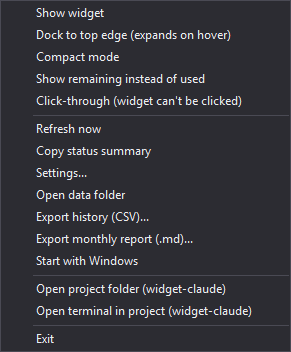 Show widget
Dock to top edge (expands on hover)
Compact mode
Show remaining instead of used
Click-through (widget can't be clicked)
Refresh now
Copy status summary
Settings...
Open data folder
Export history (CSV)...
Export monthly report (.md)...
Start with Windows
Open project folder (widget-claude)
Open terminal in project (widget-claude)
Exit